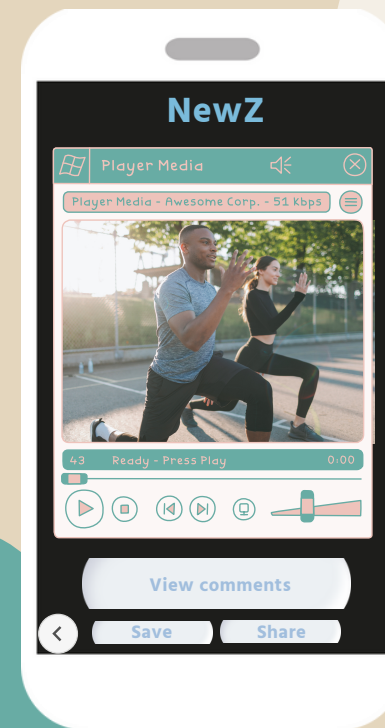 NewZ
Player Media
Player Media - Awesome Corp. - 51 Kbps
43 Ready - Press Play 0:00
View comments
Save Share